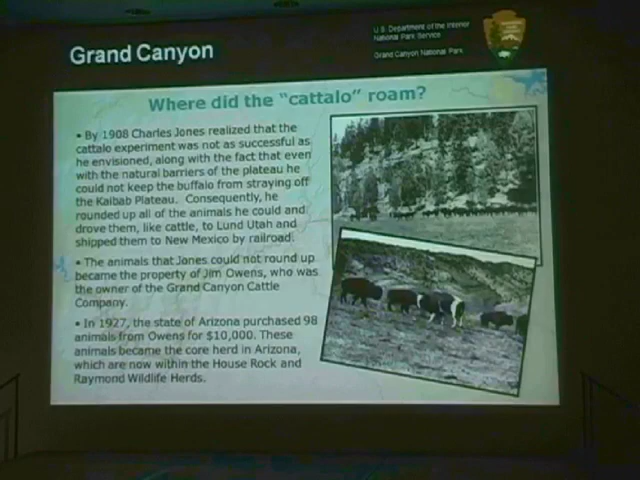 Grand Canyon
U.S. Department of the Interior
National Park Service
Grand Canyon National Park
Where did the "cattalo" roam?
• By 1908 Charles Jones realized that the
cattalo experiment was not as successful as
he envisioned, along with the fact that even
with the natural barriers of the plateau he
could not keep the buffalo from straying off
the Kaibab Plateau. Consequently, he
rounded up all of the animals he could and
drove them, like cattle, to Lund Utah and
shipped them to New Mexico by railroad.
• The animals that Jones could not round up
became the property of Jim Owens, who was
the owner of the Grand Canyon Cattle
Company.
• In 1927, the state of Arizona purchased 98
animals from Owens for $10,000. These
animals became the core herd in Arizona,
which are now within the House Rock and
Raymond Wildlife Herds.